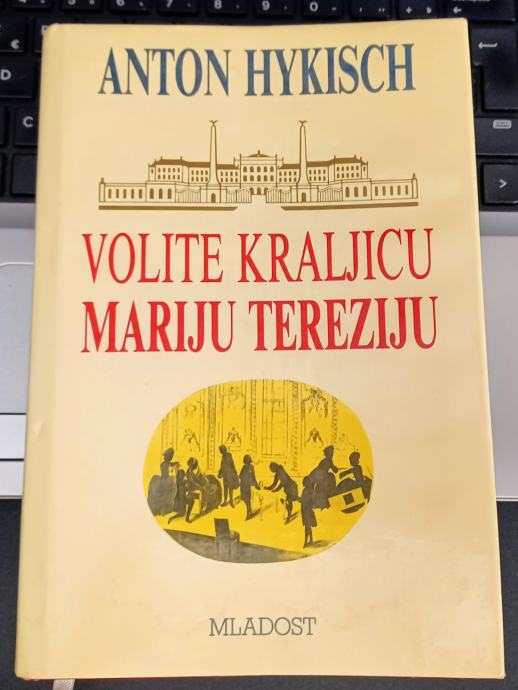 ANTON HYKISCH
VOLITE KRALJICU
MARIJU TEREZIJU
MLADOST
D
C